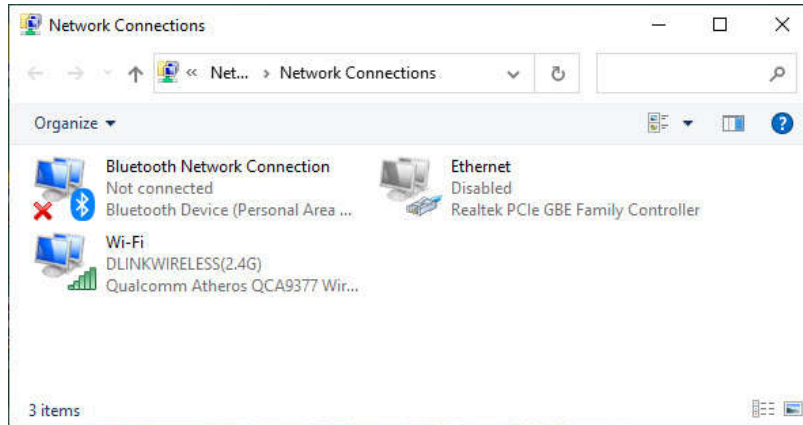 Network Connections
« Net... › Network Connections
Organize
Bluetooth Network Connection
Not connected
Bluetooth Device (Personal Area ...
Ethernet
Disabled
Realtek PCIe GBE Family Controller
Wi-Fi
DLINKWIRELESS(2.4G)
Qualcomm Atheros QCA9377 Wir...
3 items